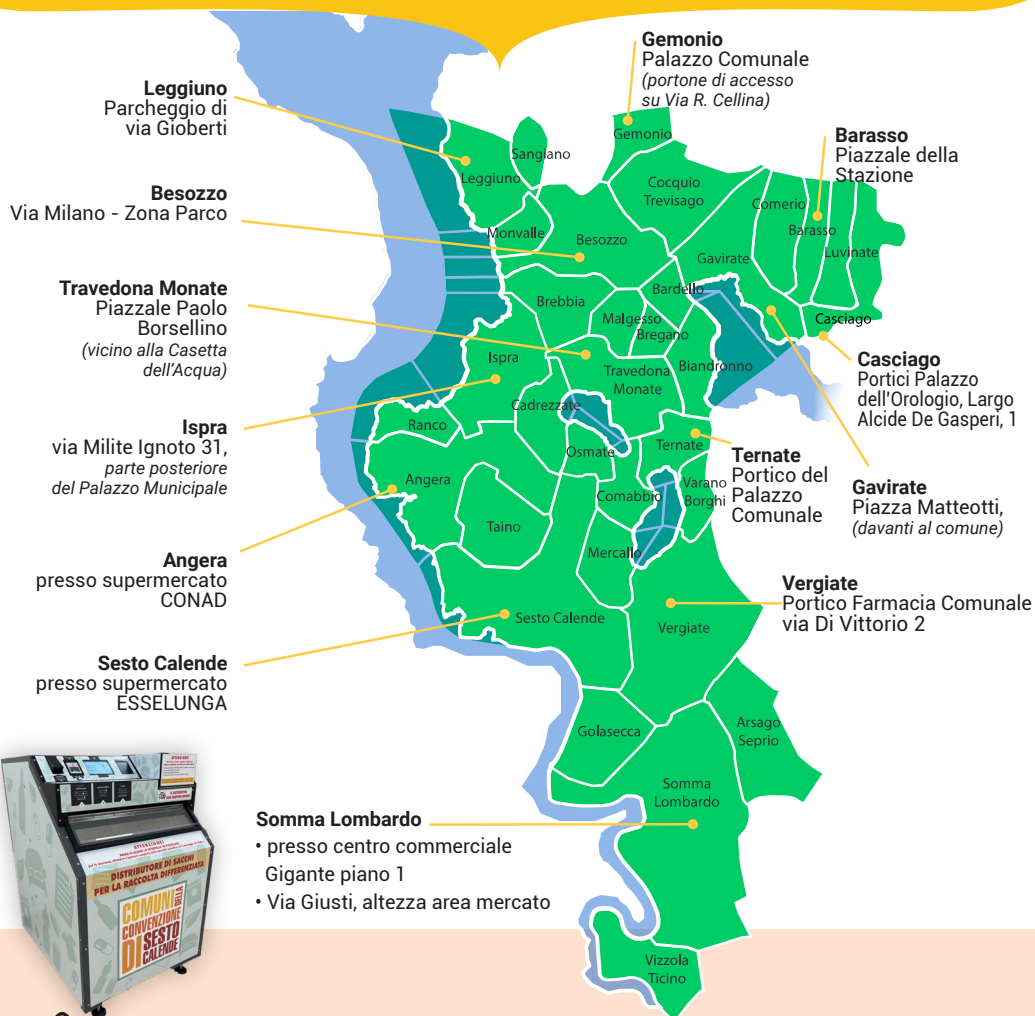 Gemonio
Palazzo Comunale
(portone di accesso
su Via R. Cellina)
Leggiuno
Parcheggio di
via Gioberti
Barasso
Piazzale della
Stazione
Besozzo
Via Milano - Zona Parco
Travedona Monate
Piazzale Paolo
Borsellino
(vicino alla Casetta
dell'Acqua)
Ispra
via Milite Ignoto 31,
parte posteriore
del Palazzo Municipale
Angera
presso supermercato
CONAD
Sesto Calende
presso supermercato
ESSELUNGA
Casciago
Portici Palazzo
dell'Orologio, Largo
Alcide De Gasperi, 1
Ternate
Portico del
Palazzo
Comunale
Gavirate
Piazza Matteotti,
(davanti al comune)
Vergiate
Portico Farmacia Comunale
via Di Vittorio 2
Somma Lombardo
• presso centro commerciale
Gigante piano 1
• Via Giusti, altezza area mercato
Gemonio
Sangiano
Leggiuno
Cocquio
Trevisago
Comerio
Barasso
Luvinate
Monvalle
Besozzo
Gavirate
Bardello
Brebbia
Malgesso
Bregano
Casciago
Ispra
Travedona
Monate
Biandronno
Cadrezzate
Ranco
Osmate
Ternate
Angera
Comabbio
Varano
Borghi
Taino
Mercallo
Sesto Calende
Vergiate
Golasecca
Arsago
Seprio
Somma
Lombardo
Vizzola
Ticino
ATTENZIONE!
DISTRIBUTORE DI SACCHI
PER LA RACCOLTA DIFFERENZIATA
COMUNI
DELLA
CONVENZIONE
DI SESTO
CALENDE